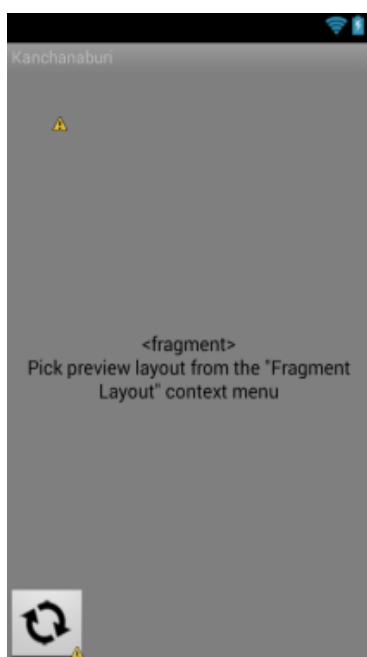 Kanchanaburi
<fragment>
Pick preview layout from the "Fragment
Layout" context menu